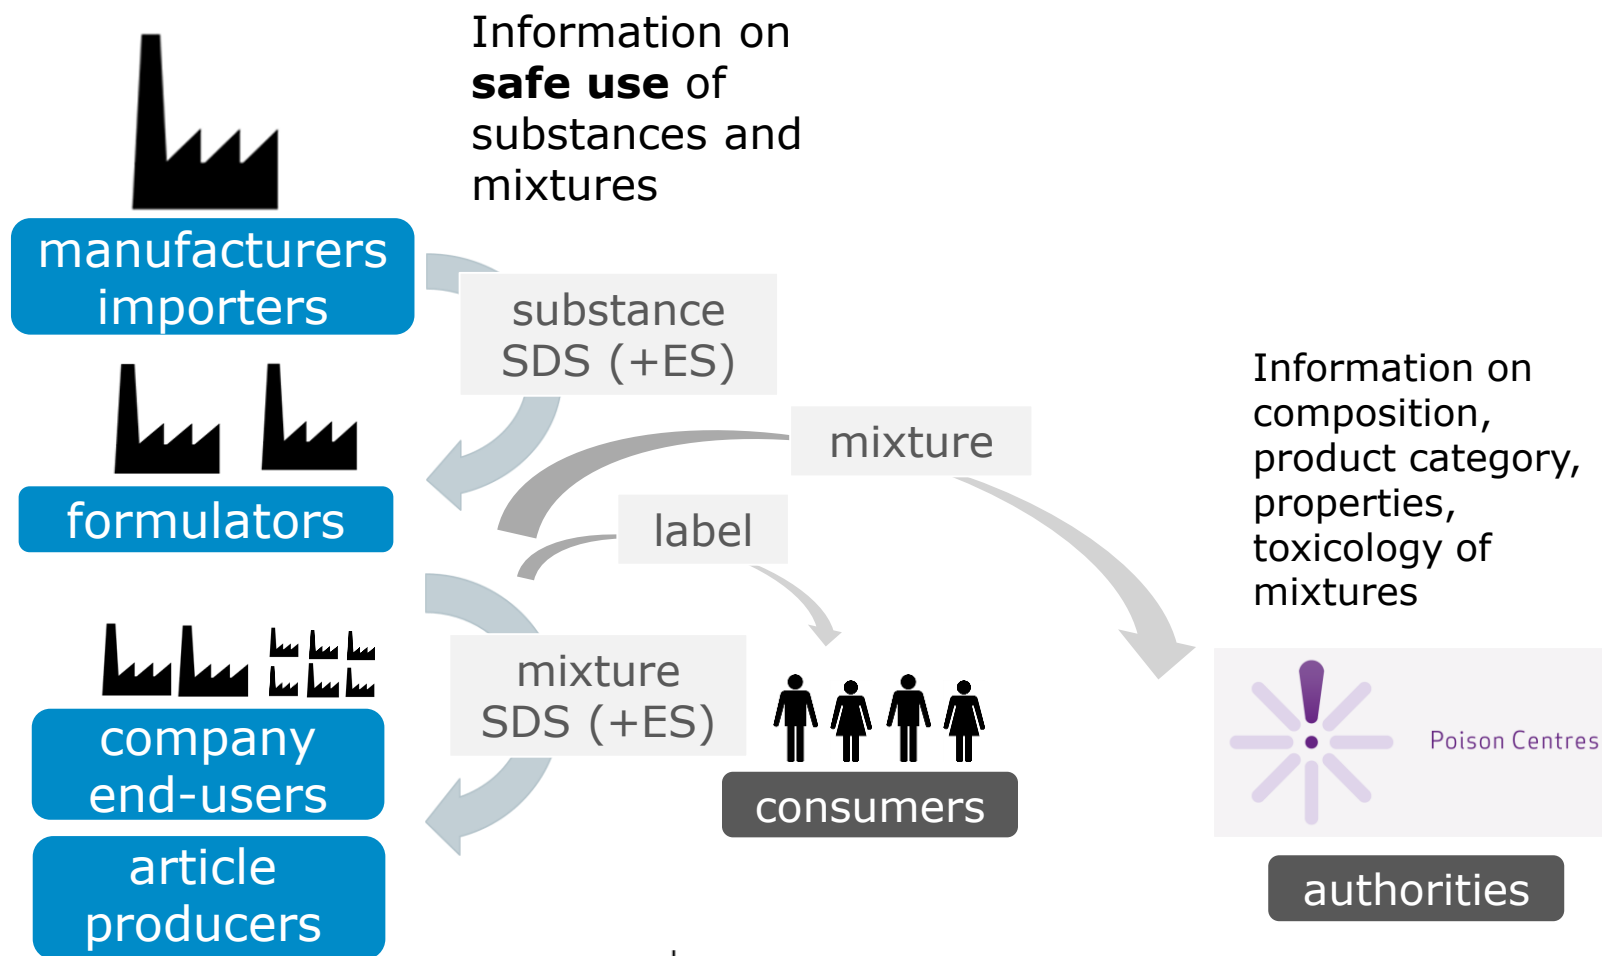 Information on
safe use of
substances and
mixtures
manufacturers
importers
substance
SDS (+ES)
formulators
mixture
label
Information on
composition,
product category,
properties,
toxicology of
mixtures
mixture
SDS (+ES)
company
end-users
consumers
Poison Centres
article
producers
authorities